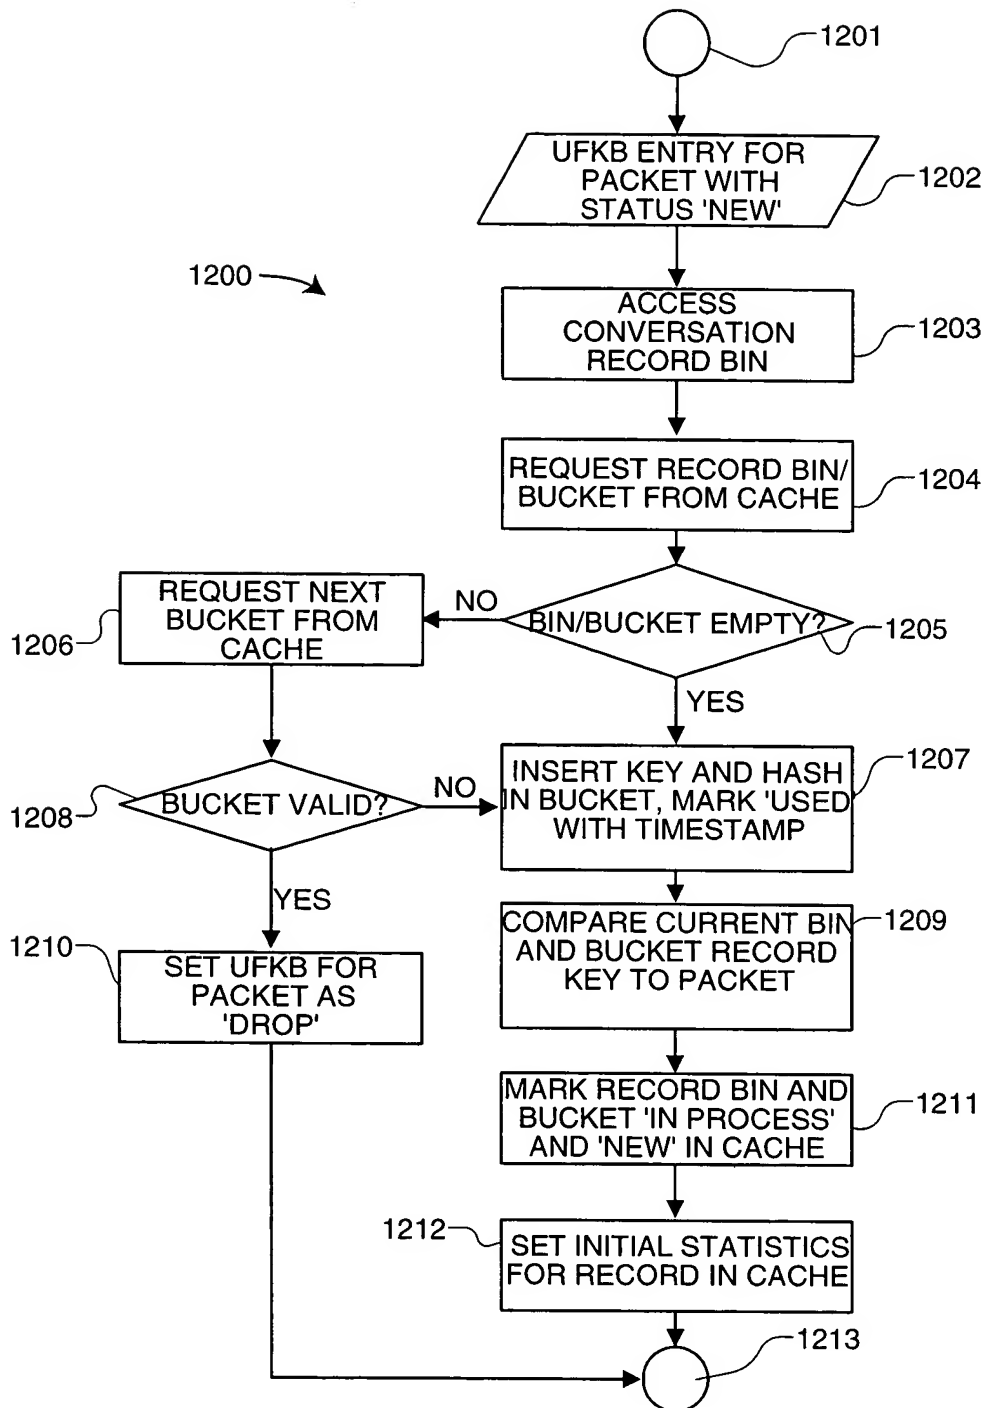 1201
UFKB ENTRY FOR
PACKET WITH
STATUS 'NEW'
1202
1200
ACCESS
CONVERSATION
RECORD BIN
1203
REQUEST RECORD BIN/
BUCKET FROM CACHE
1204
REQUEST NEXT
BUCKET FROM
CACHE
1206
NO
BIN/BUCKET EMPTY?
1205
YES
INSERT KEY AND HASH
IN BUCKET, MARK 'USED'
WITH TIMESTAMP
1207
BUCKET VALID?
1208
NO
YES
COMPARE CURRENT BIN
AND BUCKET RECORD
KEY TO PACKET
1209
1210
SET UFKB FOR
PACKET AS
'DROP'
MARK RECORD BIN AND
BUCKET 'IN PROCESS'
AND 'NEW' IN CACHE
1211
1212
SET INITIAL STATISTICS
FOR RECORD IN CACHE
1213